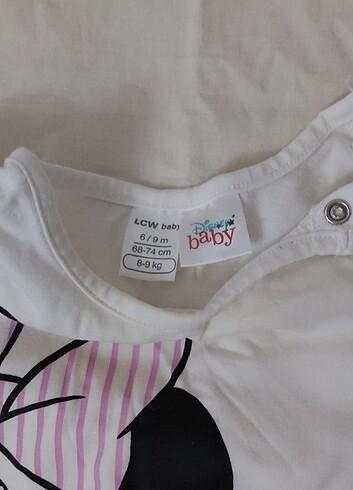 LCW baby
6 / 9 m
68-74 cm
8-9 kg
Disney
baby